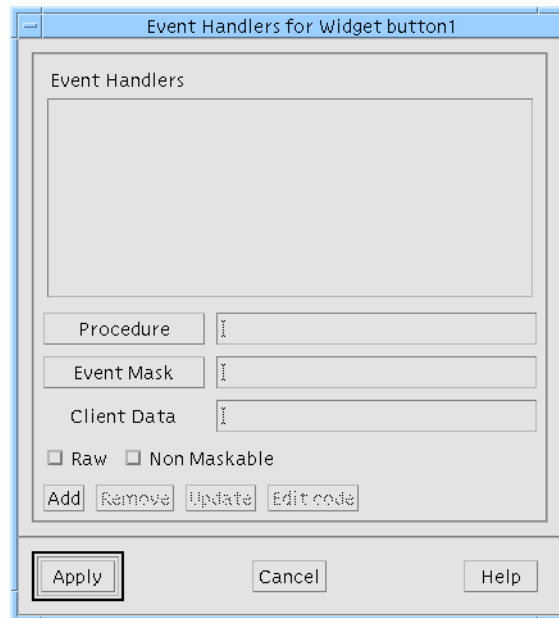 Event Handlers for Widget button1
Event Handlers
Procedure
Event Mask
Client Data
Raw Non Maskable
Add Remove Update Edit code
Apply Cancel Help